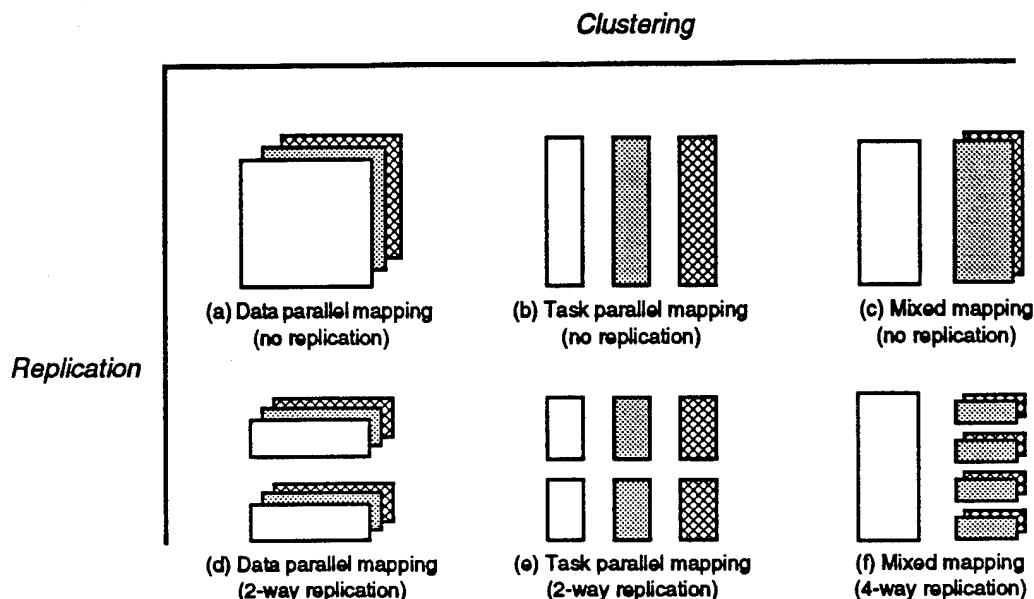 Clustering
(a) Data parallel mapping
(no replication)
(b) Task parallel mapping
(no replication)
(c) Mixed mapping
(no replication)
Replication
(d) Data parallel mapping
(2-way replication)
(e) Task parallel mapping
(2-way replication)
(f) Mixed mapping
(4-way replication)